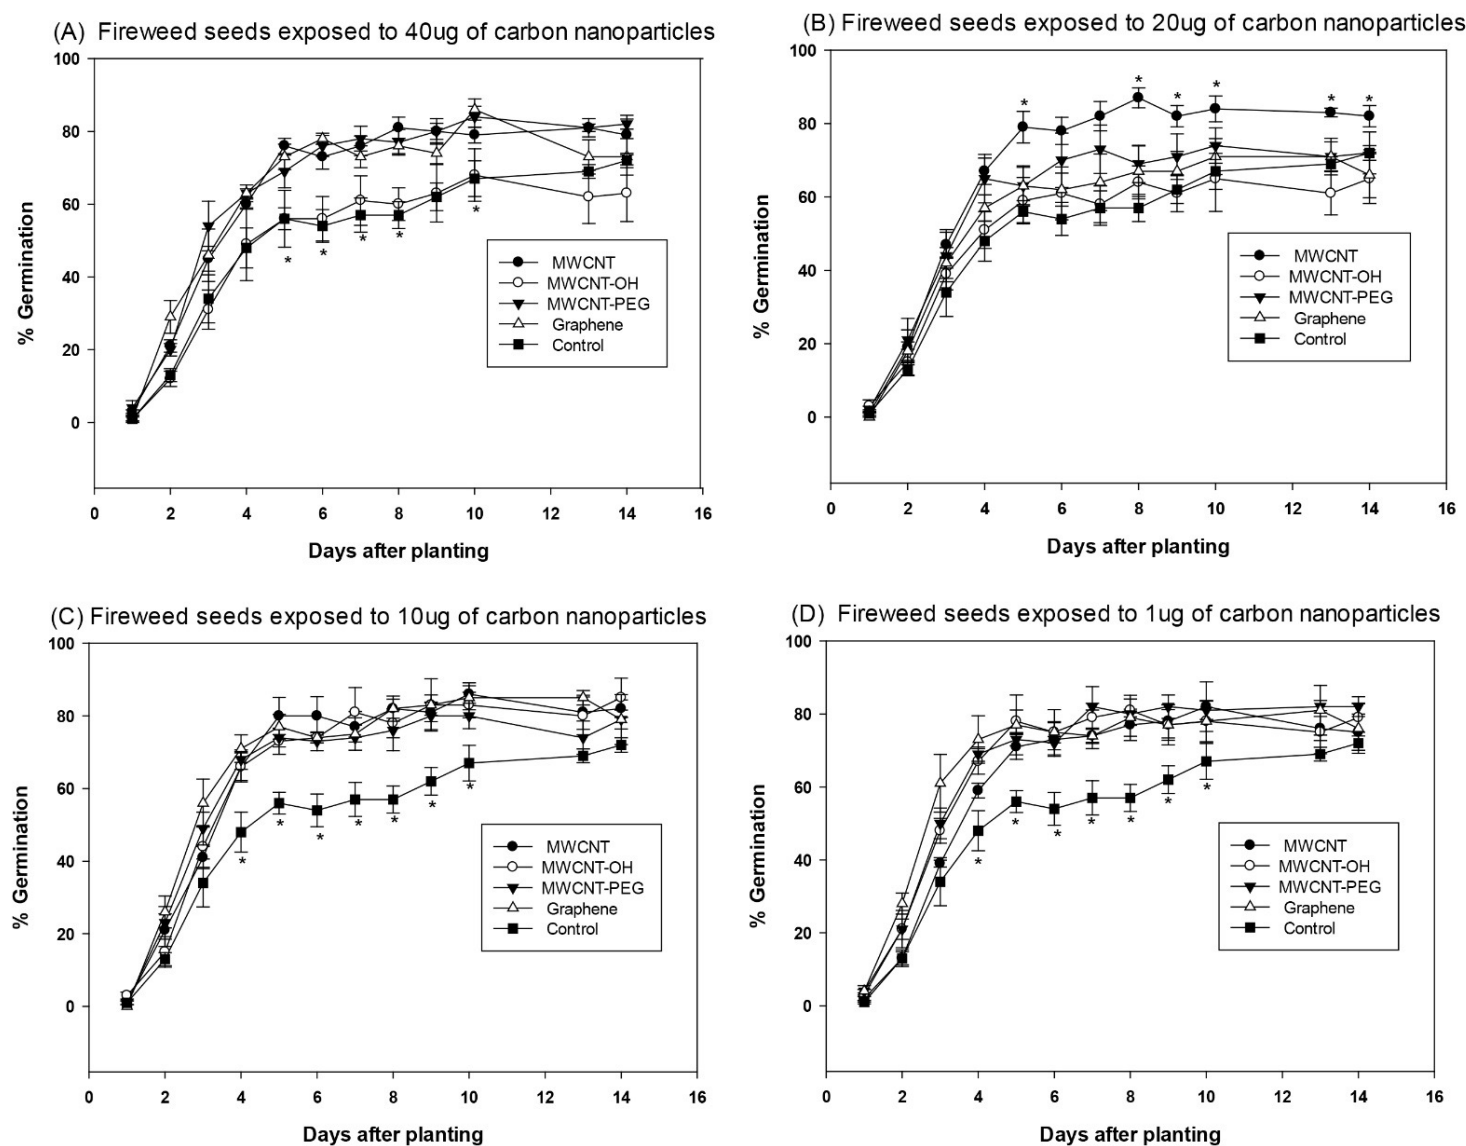 (A) Fireweed seeds exposed to 40ug of carbon nanoparticles
100
80
60
40
20
0
% Germination
* * * * *
MWCNT
MWCNT-OH
MWCNT-PEG
Graphene
Control
0 2 4 6 8 10 12 14 16
Days after planting
(B) Fireweed seeds exposed to 20ug of carbon nanoparticles
100
80
60
40
20
0
% Germination
* * * * * *
MWCNT
MWCNT-OH
MWCNT-PEG
Graphene
Control
0 2 4 6 8 10 12 14 16
Days after planting
(C) Fireweed seeds exposed to 10ug of carbon nanoparticles
100
80
60
40
20
0
% Germination
* * * * * * *
MWCNT
MWCNT-OH
MWCNT-PEG
Graphene
Control
0 2 4 6 8 10 12 14 16
Days after planting
(D) Fireweed seeds exposed to 1ug of carbon nanoparticles
100
80
60
40
20
0
% Germination
* * * * * * *
MWCNT
MWCNT-OH
MWCNT-PEG
Graphene
Control
0 2 4 6 8 10 12 14 16
Days after planting